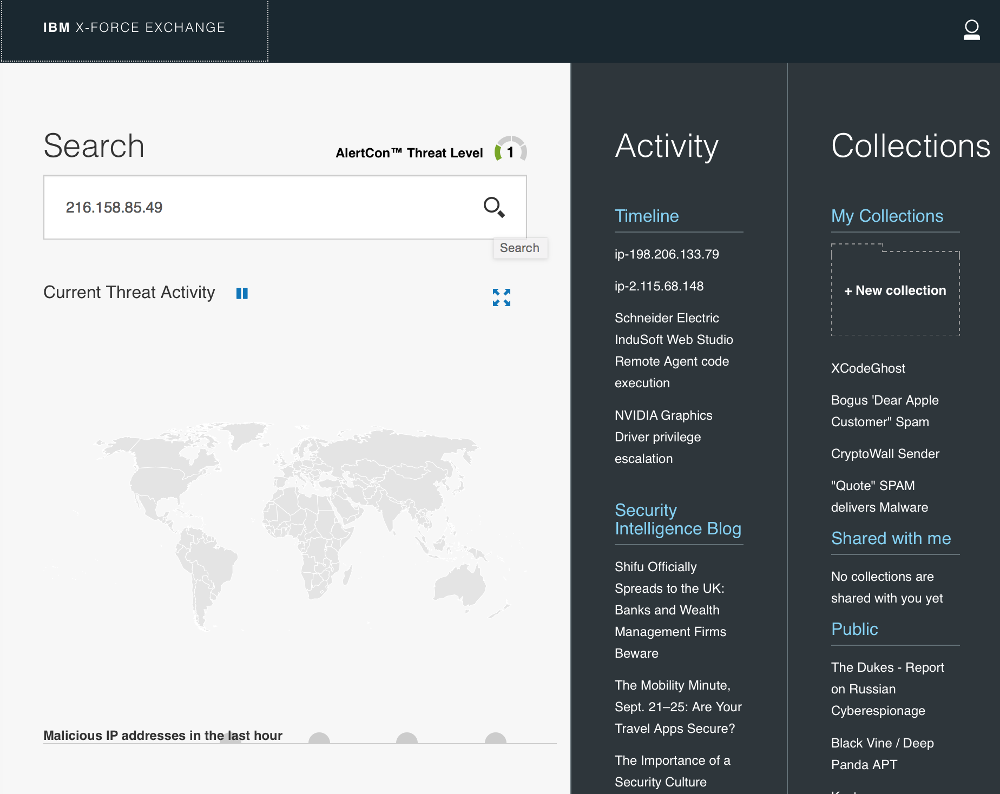 IBM X-FORCE EXCHANGE
Search
AlertCon™ Threat Level
1
216.158.85.49
Search
Current Threat Activity
Malicious IP addresses in the last hour
Activity
Timeline
ip-198.206.133.79
ip-2.115.68.148
Schneider Electric
InduSoft Web Studio
Remote Agent code
execution
NVIDIA Graphics
Driver privilege
escalation
Security
Intelligence Blog
Shifu Officially
Spreads to the UK:
Banks and Wealth
Management Firms
Beware
The Mobility Minute,
Sept. 21–25: Are Your
Travel Apps Secure?
The Importance of a
Security Culture
Collections
My Collections
+ New collection
XCodeGhost
Bogus 'Dear Apple
Customer" Spam
CryptoWall Sender
"Quote" SPAM
delivers Malware
Shared with me
No collections are
shared with you yet
Public
The Dukes - Report
on Russian
Cyberespionage
Black Vine / Deep
Panda APT